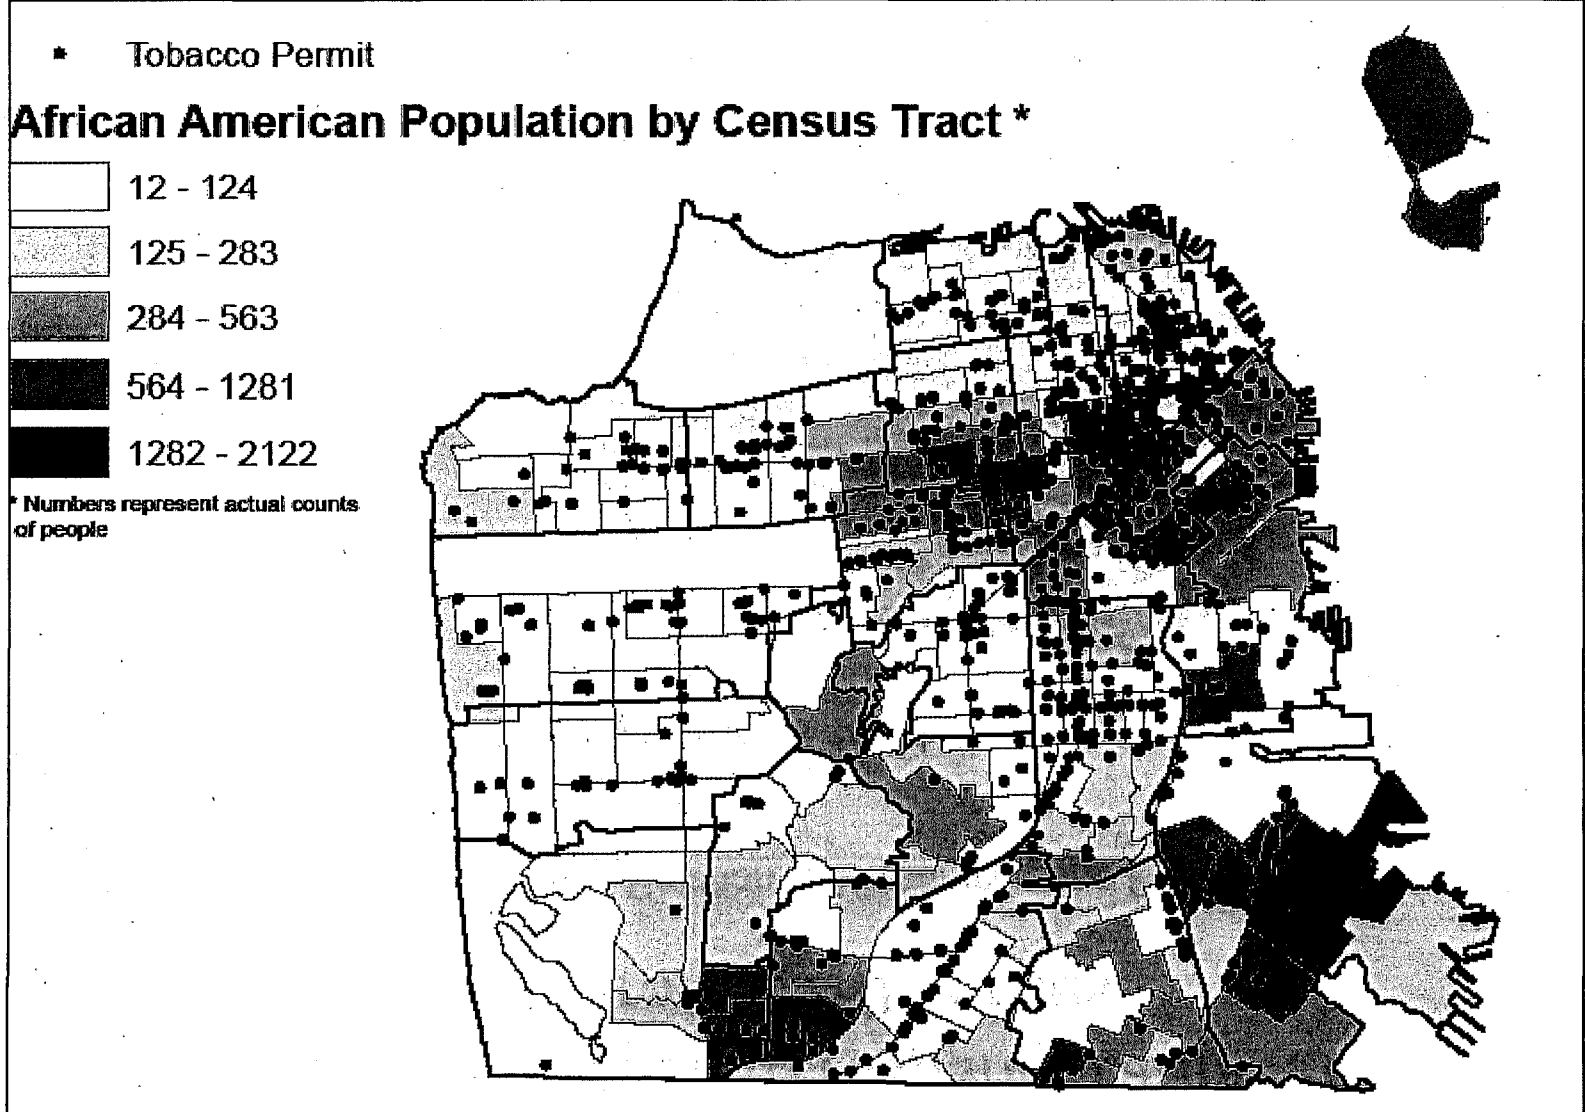 Tobacco Permit
African American Population by Census Tract *
12 - 124
125 - 283
284 - 563
564 - 1281
1282 - 2122
* Numbers represent actual counts
of people